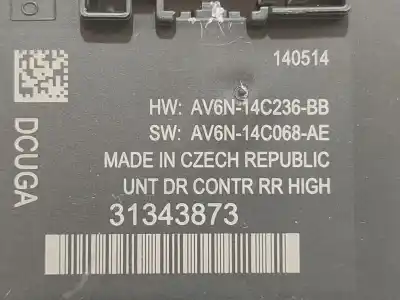 140514
HW: AV6N-14C236-BB
SW: AV6N-14C068-AE
MADE IN CZECH REPUBLIC
UNT DR CONTR RR HIGH
31343873
DCUGA